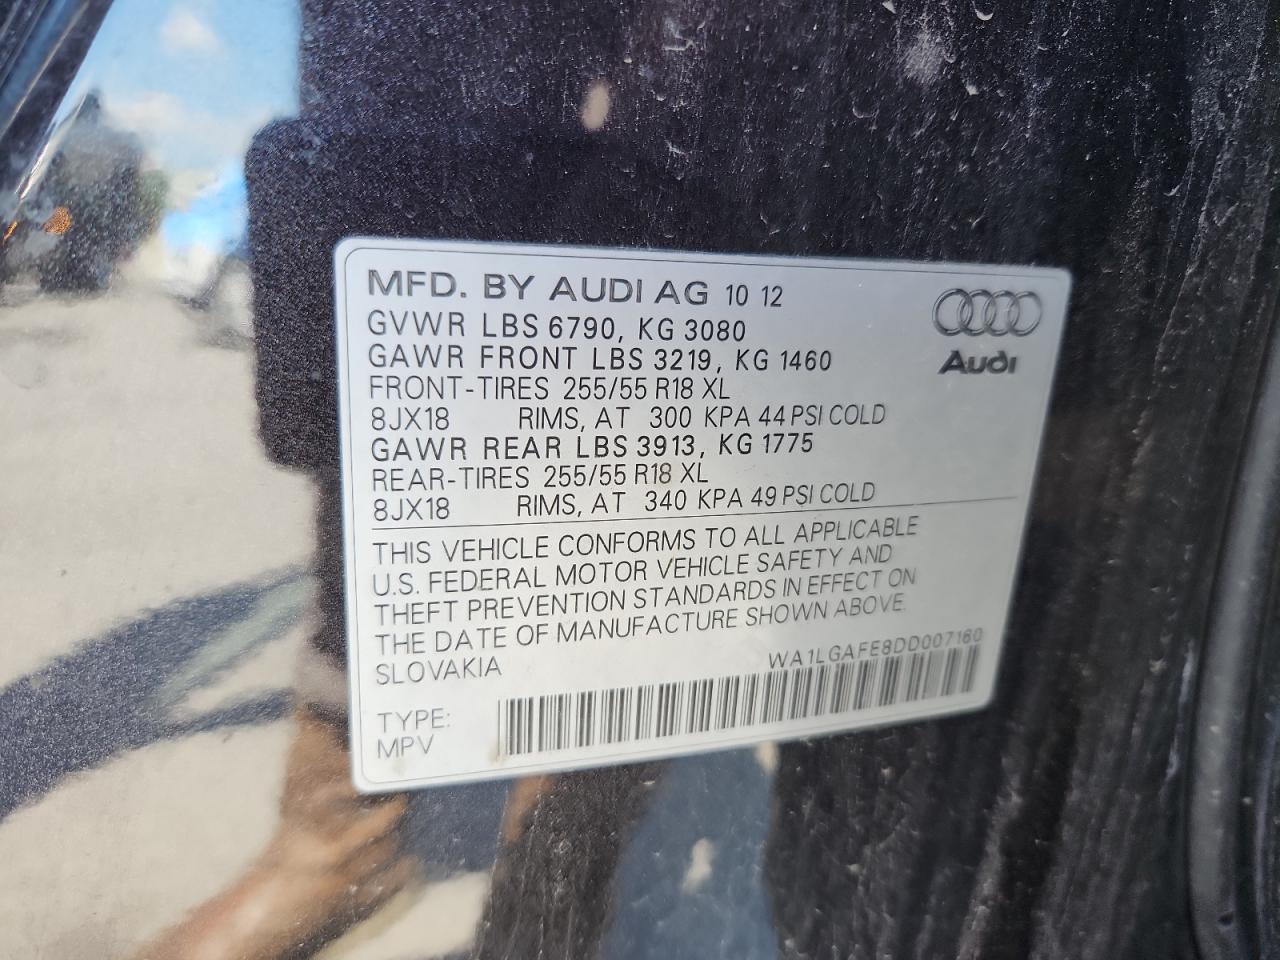 MFD. BY AUDI AG 10 12
GVWR LBS 6790, KG 3080
GAWR FRONT LBS 3219, KG 1460
FRONT-TIRES 255/55 R18 XL
8JX18 RIMS, AT 300 KPA 44 PSI COLD
GAWR REAR LBS 3913, KG 1775
REAR-TIRES 255/55 R18 XL
8JX18 RIMS, AT 340 KPA 49 PSI COLD
Audi
THIS VEHICLE CONFORMS TO ALL APPLICABLE
U.S. FEDERAL MOTOR VEHICLE SAFETY AND
THEFT PREVENTION STANDARDS IN EFFECT ON
THE DATE OF MANUFACTURE SHOWN ABOVE.
SLOVAKIA
WA1LGAFE8DD007160
TYPE:
MPV